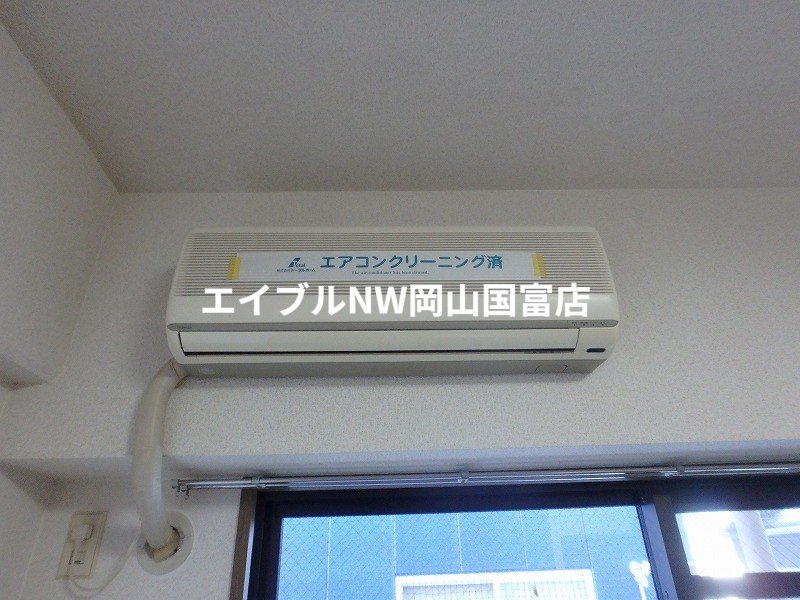 エアコンクリーニング済
The air conditioner has been cleaned.
エイブルNW岡山国富店